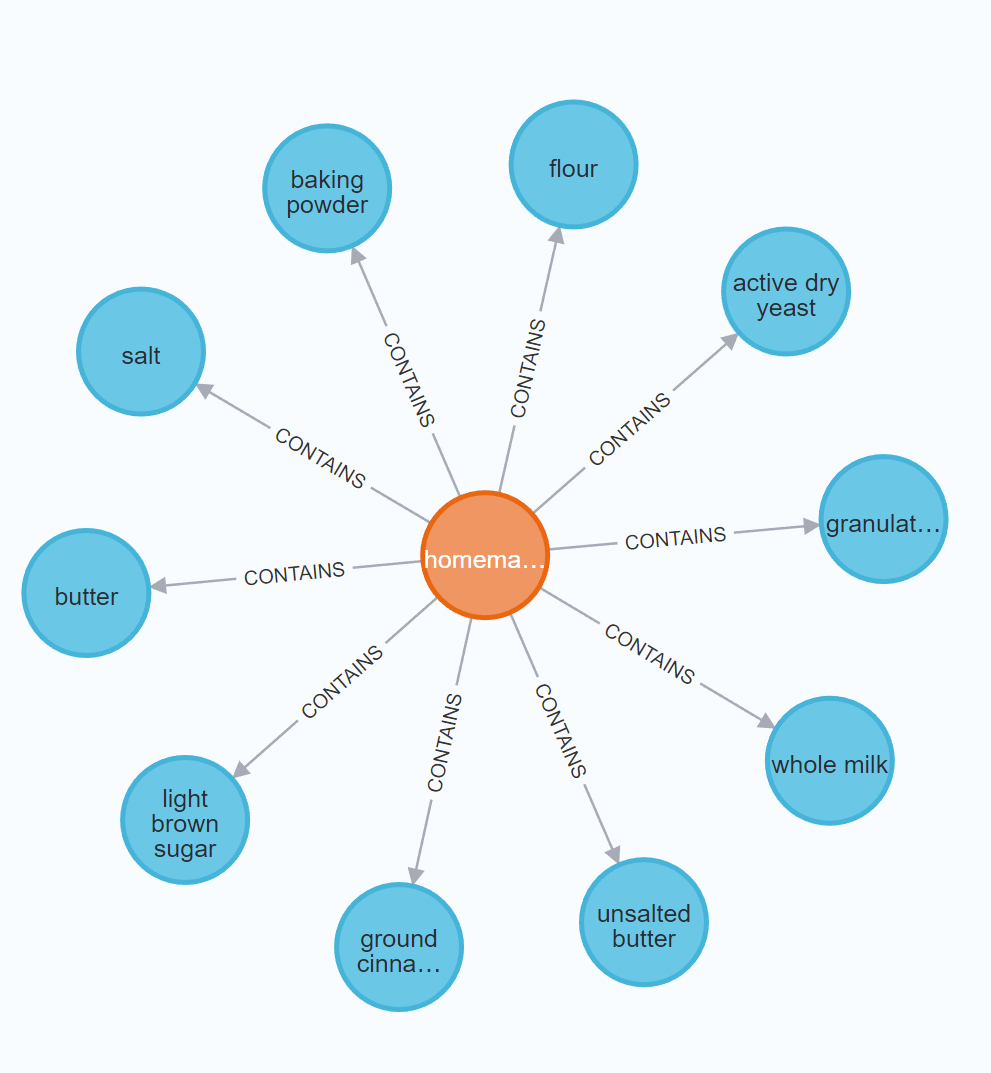 flour
baking
powder
active dry
yeast
CONTAINS
CONTAINS
salt
CONTAINS
CONTAINS
granulat…
CONTAINS
homema…
CONTAINS
butter
CONTAINS
CONTAINS
CONTAINS
CONTAINS
CONTAINS
whole milk
light
brown
sugar
unsalted
butter
ground
cinna…